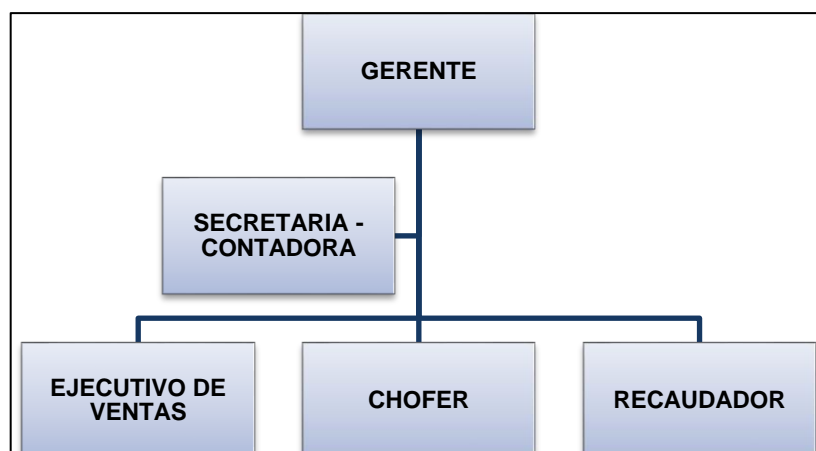 GERENTE
SECRETARIA -
CONTADORA
EJECUTIVO DE
VENTAS
CHOFER
RECAUDADOR